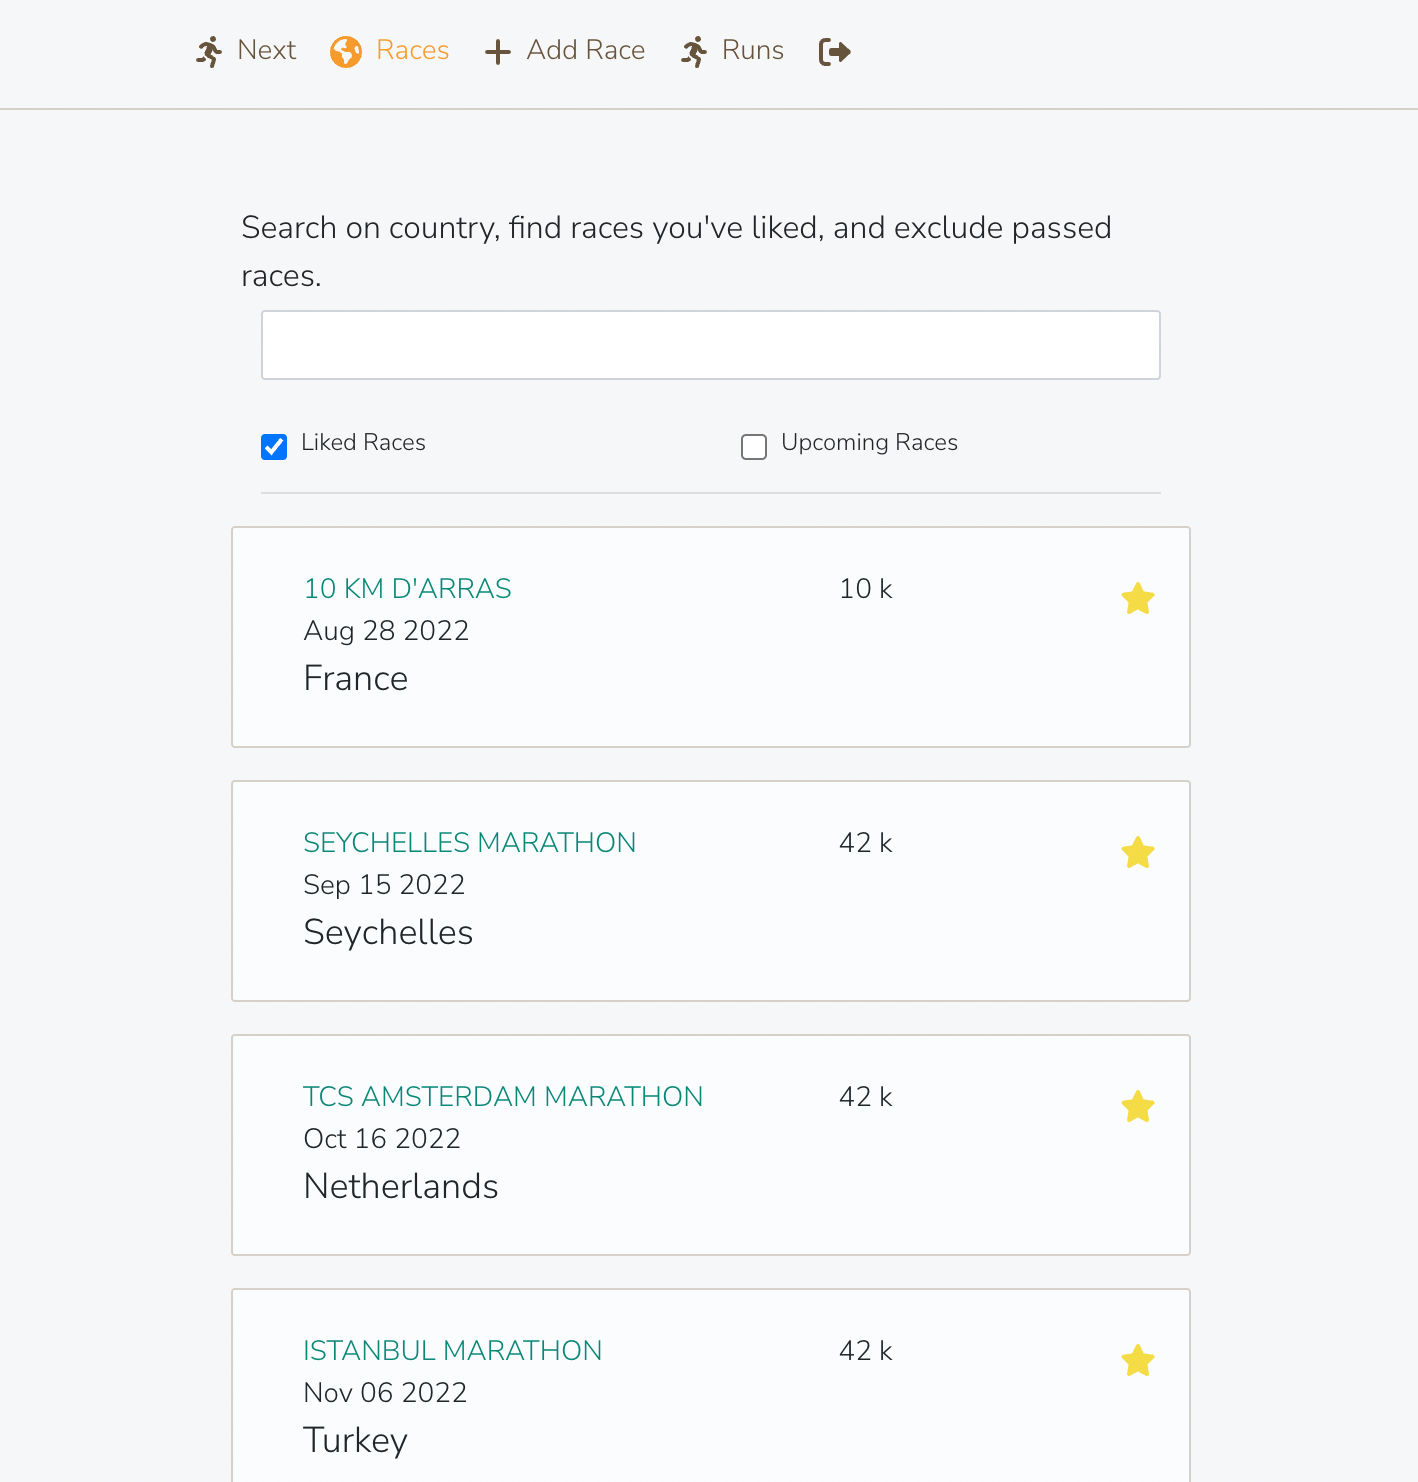 Next Races Add Race Runs
Search on country, find races you've liked, and exclude passed
races.
Liked Races Upcoming Races
10 KM D'ARRAS 10 k
Aug 28 2022
France
SEYCHELLES MARATHON 42 k
Sep 15 2022
Seychelles
TCS AMSTERDAM MARATHON 42 k
Oct 16 2022
Netherlands
ISTANBUL MARATHON 42 k
Nov 06 2022
Turkey